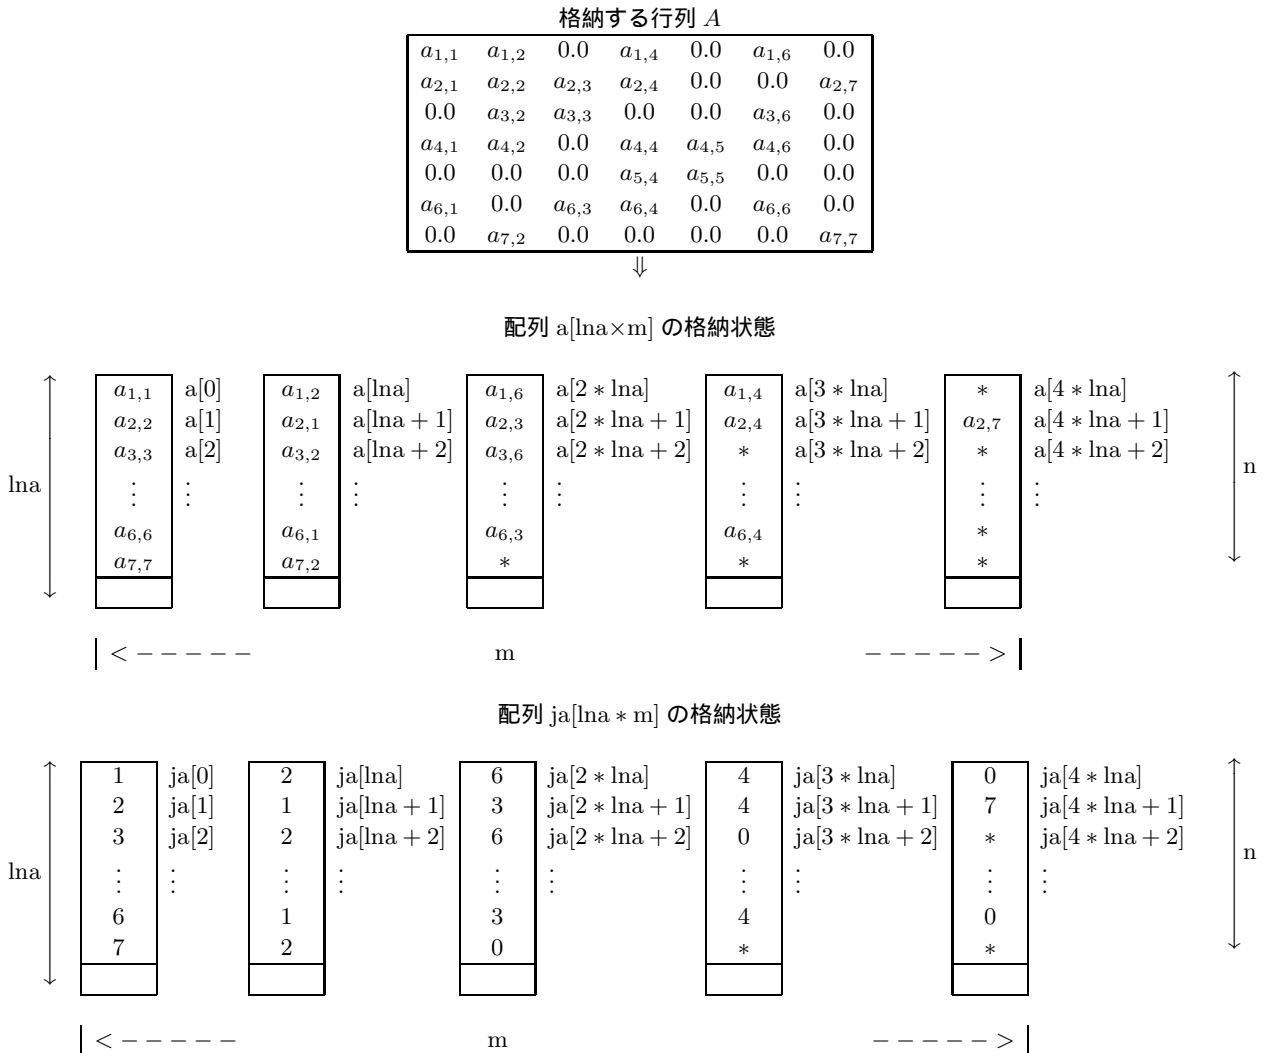 格納する行列 A
a1,1 a1,2 0.0 a1,4 0.0 a1,6 0.0
a2,1 a2,2 a2,3 a2,4 0.0 0.0 a2,7
0.0 a3,2 a3,3 0.0 0.0 a3,6 0.0
a4,1 a4,2 0.0 a4,4 a4,5 a4,6 0.0
0.0 0.0 0.0 a5,4 a5,5 0.0 0.0
a6,1 0.0 a6,3 a6,4 0.0 a6,6 0.0
0.0 a7,2 0.0 0.0 0.0 0.0 a7,7
⇓
配列 a[lna×m] の格納状態
a1,1 a[0] a1,2 a[lna] a1,6 a[2 * lna] a1,4 a[3 * lna] * a[4 * lna]
a2,2 a[1] a2,1 a[lna + 1] a2,3 a[2 * lna + 1] a2,4 a[3 * lna + 1] a2,7 a[4 * lna + 1]
a3,3 a[2] a3,2 a[lna + 2] a3,6 a[2 * lna + 2] * a[3 * lna + 2] * a[4 * lna + 2]
lna ⋮ ⋮ ⋮ ⋮ ⋮ ⋮ ⋮ ⋮ ⋮ ⋮ n
a6,6 a6,1 a6,3 a6,4 *
a7,7 a7,2 * * *
| < − − − − − m − − − − − > |
配列 ja[lna * m] の格納状態
1 ja[0] 2 ja[lna] 6 ja[2 * lna] 4 ja[3 * lna] 0 ja[4 * lna]
2 ja[1] 1 ja[lna + 1] 3 ja[2 * lna + 1] 4 ja[3 * lna + 1] 7 ja[4 * lna + 1]
3 ja[2] 2 ja[lna + 2] 6 ja[2 * lna + 2] 0 ja[3 * lna + 2] * ja[4 * lna + 2]
lna ⋮ ⋮ ⋮ ⋮ ⋮ ⋮ ⋮ ⋮ ⋮ ⋮ n
6 1 3 4 0
7 2 0 * *
| < − − − − − m − − − − − > |